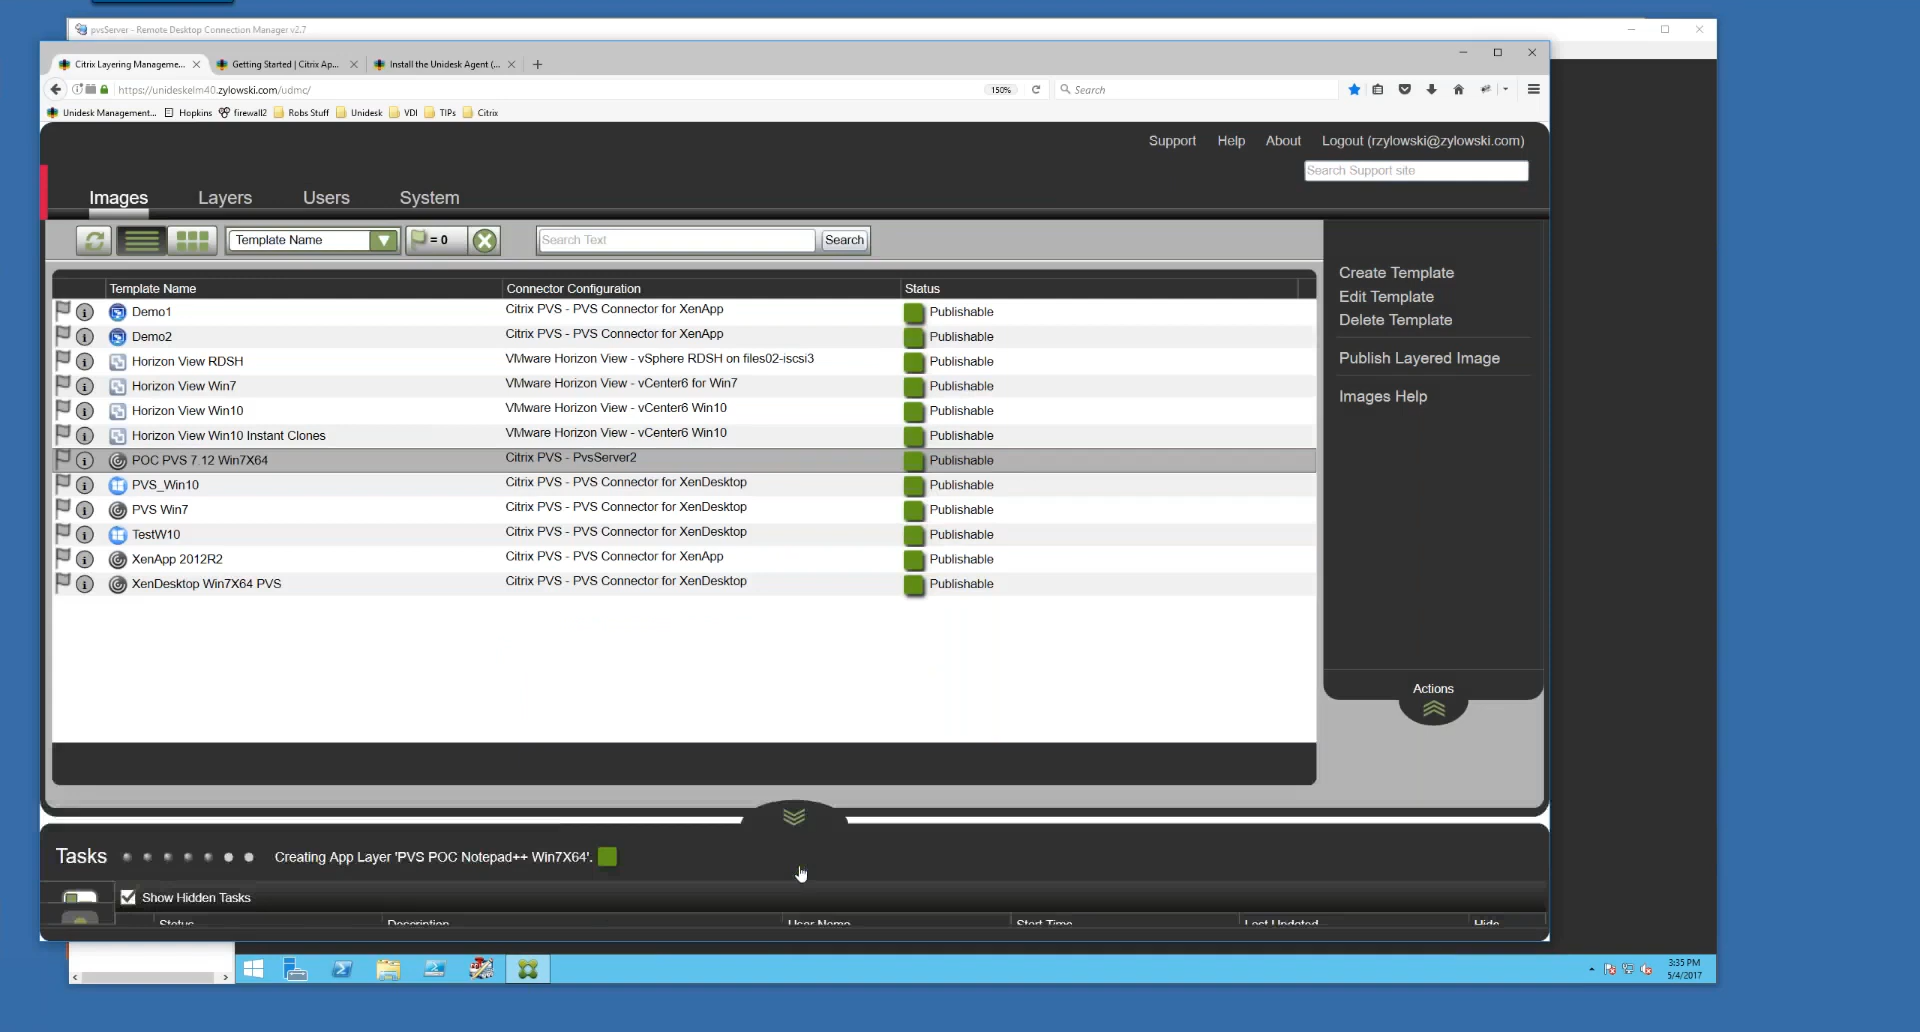 pvsServer - Remote Desktop Connection Manager v2.7
Citrix Layering Manageme...
Getting Started | Citrix Ap...
Install the Unidesk Agent (...
https://unideskelm40.zylowski.com/udmc/
150%
Search
Unidesk Management...
Hopkins
firewall2
Robs Stuff
Unidesk
VDI
TIPs
Citrix
Support Help About Logout (rzylowski@zylowski.com)
Search Support site
Images Layers Users System
Template Name
= 0
Search Text
Search
Template Name Connector Configuration Status
Demo1 Citrix PVS - PVS Connector for XenApp Publishable
Demo2 Citrix PVS - PVS Connector for XenApp Publishable
Horizon View RDSH VMware Horizon View - vSphere RDSH on files02-iscsi3 Publishable
Horizon View Win7 VMware Horizon View - vCenter6 for Win7 Publishable
Horizon View Win10 VMware Horizon View - vCenter6 Win10 Publishable
Horizon View Win10 Instant Clones VMware Horizon View - vCenter6 Win10 Publishable
POC PVS 7.12 Win7X64 Citrix PVS - PvsServer2 Publishable
PVS_Win10 Citrix PVS - PVS Connector for XenDesktop Publishable
PVS Win7 Citrix PVS - PVS Connector for XenDesktop Publishable
TestW10 Citrix PVS - PVS Connector for XenDesktop Publishable
XenApp 2012R2 Citrix PVS - PVS Connector for XenApp Publishable
XenDesktop Win7X64 PVS Citrix PVS - PVS Connector for XenDesktop Publishable
Create Template
Edit Template
Delete Template
Publish Layered Image
Images Help
Actions
Tasks
Creating App Layer 'PVS POC Notepad++ Win7X64'.
Show Hidden Tasks
Status Description User Name Start Time Last Updated Hide
3:35 PM
5/4/2017